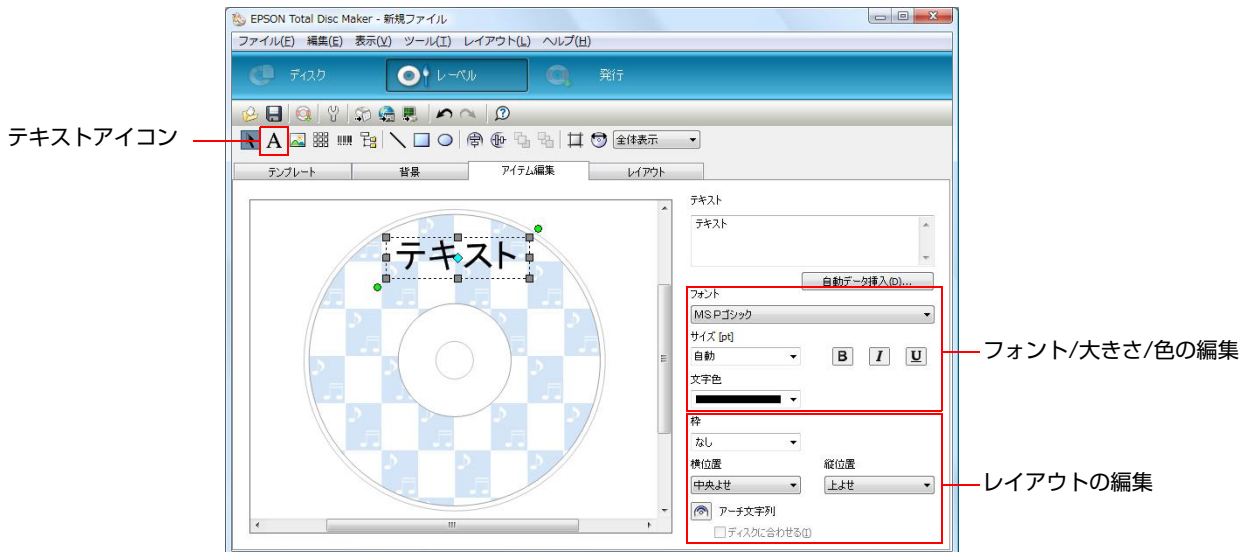 EPSON Total Disc Maker - 新規ファイル
ファイル(F) 編集(E) 表示(V) ツール(T) レイアウト(L) ヘルプ(H)
ディスク レーベル 発行
テキストアイコン
A 全体表示
テンプレート 背景 アイテム編集 レイアウト
テキスト
テキスト
テキスト
自動データ挿入(D)...
フォント
MS Pゴシック
サイズ [pt]
自動 B I U
フォント/大きさ/色の編集
文字色
枠
なし
横位置 縦位置
中央よせ 上よせ
レイアウトの編集
アーチ文字列
ディスクに合わせる(I)